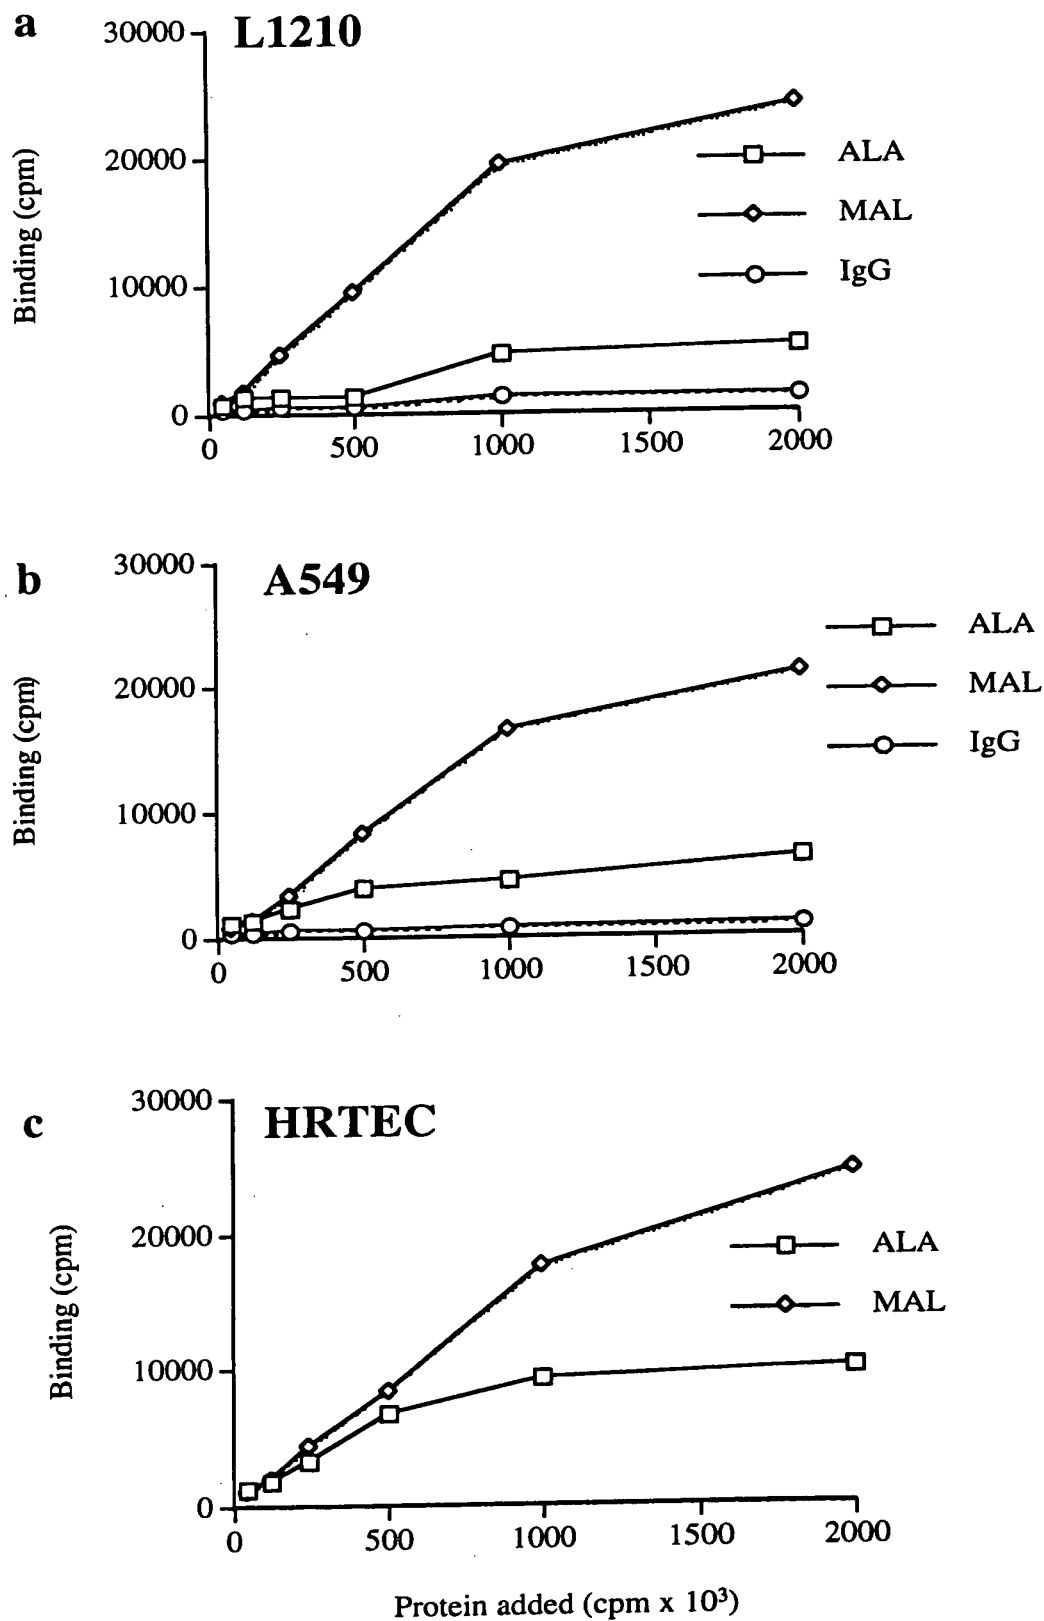 a
L1210
30000
20000
10000
0
Binding (cpm)
ALA
MAL
IgG
0 500 1000 1500 2000
b
A549
30000
20000
10000
0
Binding (cpm)
ALA
MAL
IgG
0 500 1000 1500 2000
c
HRTEC
30000
20000
10000
0
Binding (cpm)
ALA
MAL
0 500 1000 1500 2000
Protein added (cpm x 10³)